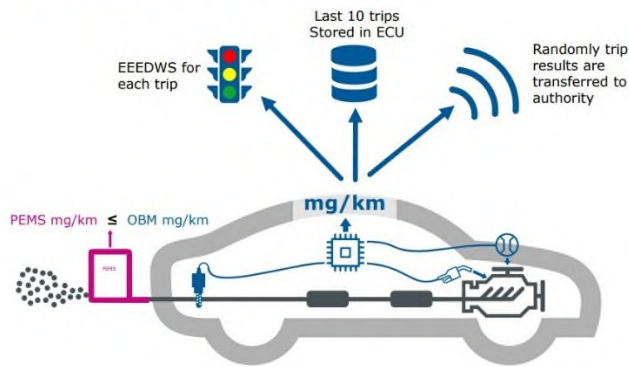 Last 10 trips
Stored in ECU
EEEDWS for
each trip
Randomly trip
results are
transferred to
authority
mg/km
PEMS mg/km ≤ OBM mg/km
PEMS